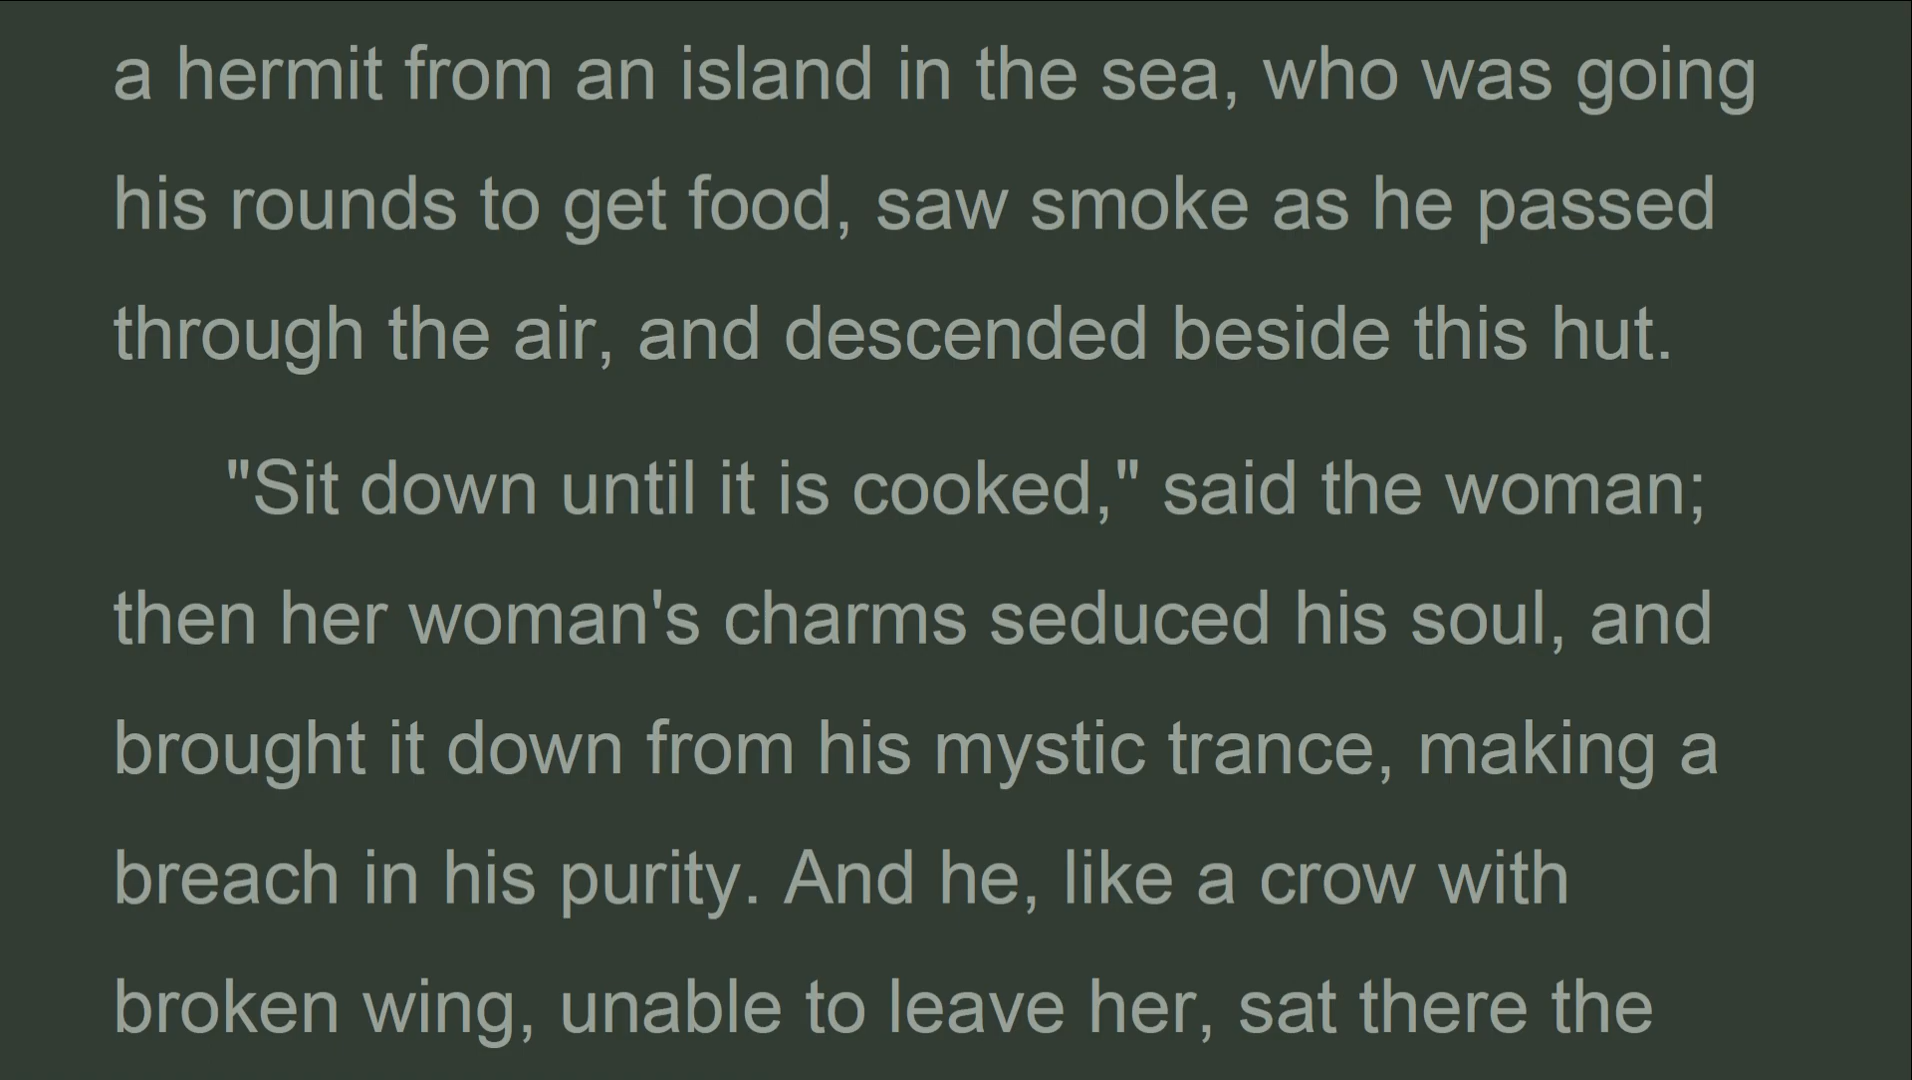 a hermit from an island in the sea, who was going
his rounds to get food, saw smoke as he passed
through the air, and descended beside this hut.
"Sit down until it is cooked," said the woman;
then her woman's charms seduced his soul, and
brought it down from his mystic trance, making a
breach in his purity. And he, like a crow with
broken wing, unable to leave her, sat there the